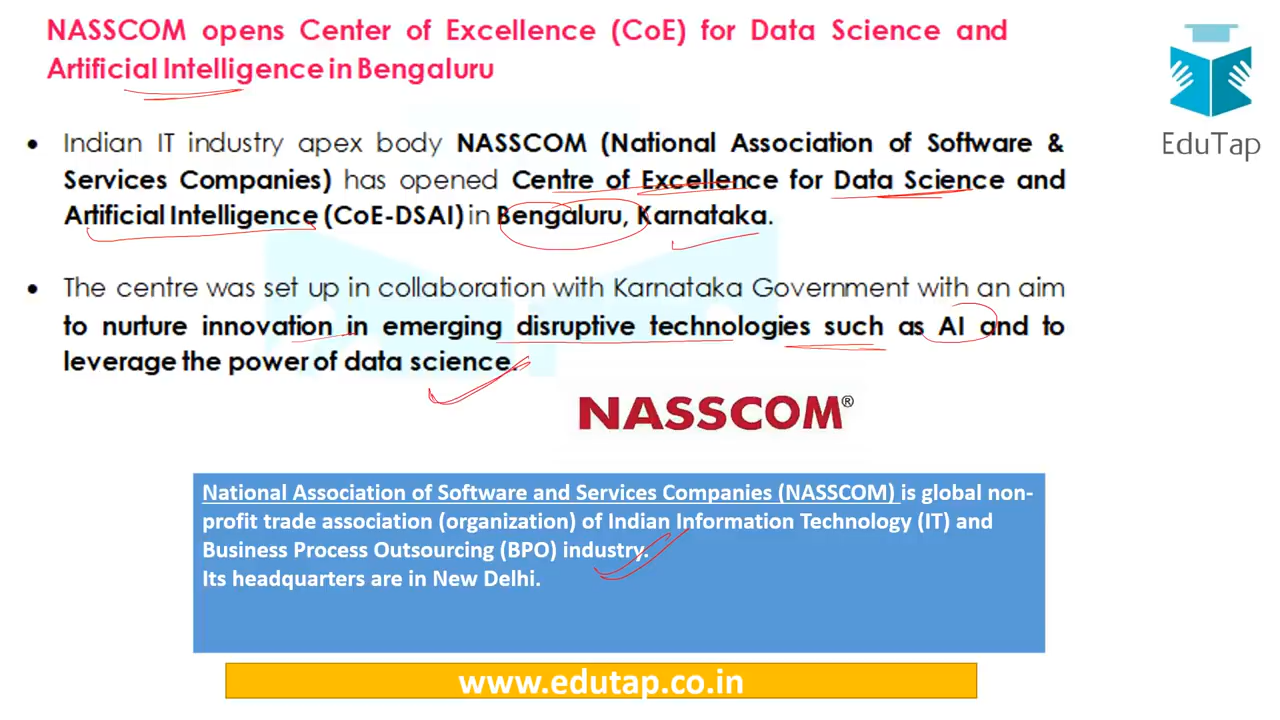 NASSCOM opens Center of Excellence (CoE) for Data Science and
Artificial Intelligence in Bengaluru
EduTap
• Indian IT industry apex body NASSCOM (National Association of Software &
Services Companies) has opened Centre of Excellence for Data Science and
Artificial Intelligence (CoE-DSAI) in Bengaluru, Karnataka.
• The centre was set up in collaboration with Karnataka Government with an aim
to nurture innovation in emerging disruptive technologies such as AI and to
leverage the power of data science.
NASSCOM®
National Association of Software and Services Companies (NASSCOM) is global non-
profit trade association (organization) of Indian Information Technology (IT) and
Business Process Outsourcing (BPO) industry.
Its headquarters are in New Delhi.
www.edutap.co.in